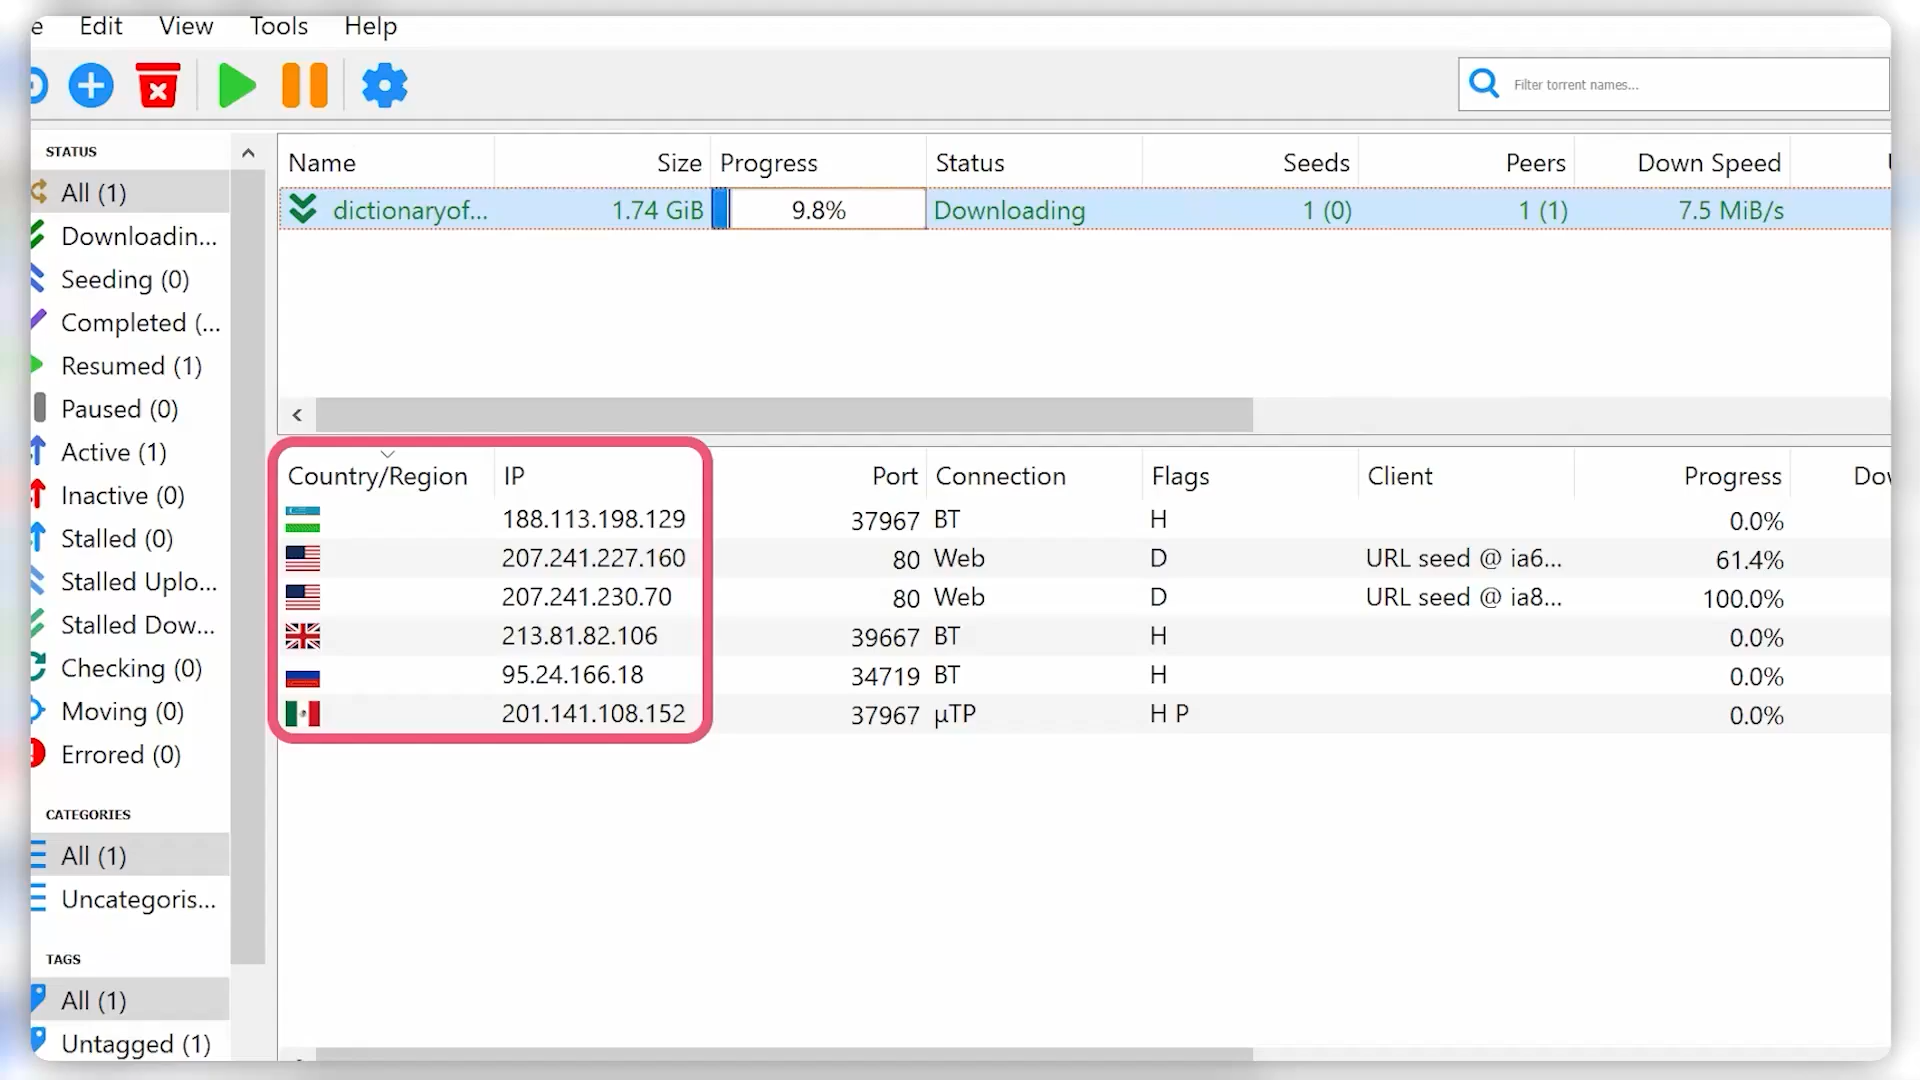 e Edit View Tools Help
Filter torrent names...
STATUS
All (1)
Downloadin...
Seeding (0)
Completed (...
Resumed (1)
Paused (0)
Active (1)
Inactive (0)
Stalled (0)
Stalled Uplo...
Stalled Dow...
Checking (0)
Moving (0)
Errored (0)
CATEGORIES
All (1)
Uncategoris...
TAGS
All (1)
Untagged (1)
Name Size Progress Status Seeds Peers Down Speed
dictionaryof... 1.74 GiB 9.8% Downloading 1 (0) 1 (1) 7.5 MiB/s
Country/Region IP Port Connection Flags Client Progress Dow
188.113.198.129 37967 BT H 0.0%
207.241.227.160 80 Web D URL seed @ ia6... 61.4%
207.241.230.70 80 Web D URL seed @ ia8... 100.0%
213.81.82.106 39667 BT H 0.0%
95.24.166.18 34719 BT H 0.0%
201.141.108.152 37967 μTP H P 0.0%